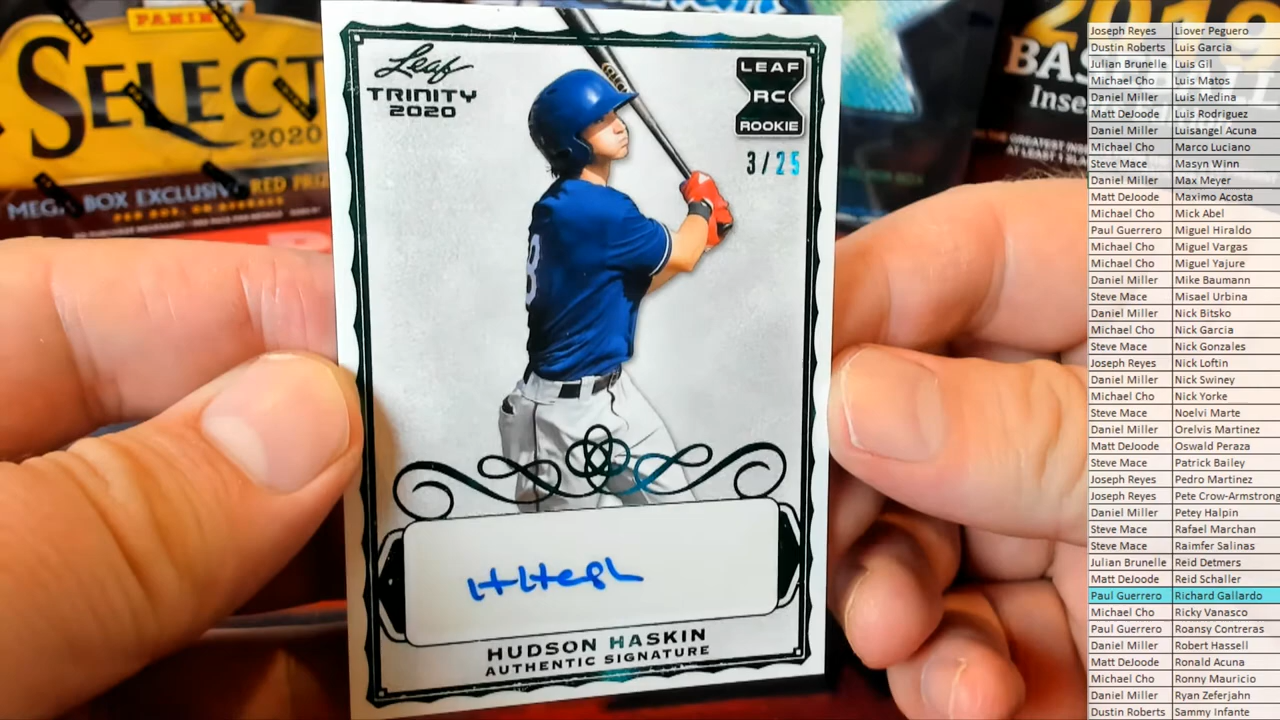 PANINI
SELECT
2020
MEGA BOX EXCLUSIVE RED PRIZ
Leaf
TRINITY
2020
LEAF
RC
ROOKIE
3/25
8
HUDSON HASKIN
AUTHENTIC SIGNATURE
Joseph Reyes Liover Peguero
Dustin Roberts Luis Garcia
Julian Brunelle Luis Gil
Michael Cho Luis Matos
Daniel Miller Luis Medina
Matt DeJoode Luis Rodriguez
Daniel Miller Luisangel Acuna
Michael Cho Marco Luciano
Steve Mace Masyn Winn
Daniel Miller Max Meyer
Matt DeJoode Maximo Acosta
Michael Cho Mick Abel
Paul Guerrero Miguel Hiraldo
Michael Cho Miguel Vargas
Michael Cho Miguel Yajure
Daniel Miller Mike Baumann
Steve Mace Misael Urbina
Daniel Miller Nick Bitsko
Michael Cho Nick Garcia
Steve Mace Nick Gonzales
Joseph Reyes Nick Loftin
Daniel Miller Nick Swiney
Michael Cho Nick Yorke
Steve Mace Noelvi Marte
Daniel Miller Orelvis Martinez
Matt DeJoode Oswald Peraza
Steve Mace Patrick Bailey
Joseph Reyes Pedro Martinez
Joseph Reyes Pete Crow-Armstrong
Daniel Miller Petey Halpin
Steve Mace Rafael Marchan
Steve Mace Raimfer Salinas
Julian Brunelle Reid Detmers
Matt DeJoode Reid Schaller
Paul Guerrero Richard Gallardo
Michael Cho Ricky Vanasco
Paul Guerrero Roansy Contreras
Daniel Miller Robert Hassell
Matt DeJoode Ronald Acuna
Michael Cho Ronny Mauricio
Daniel Miller Ryan Zeferjahn
Dustin Roberts Sammy Infante